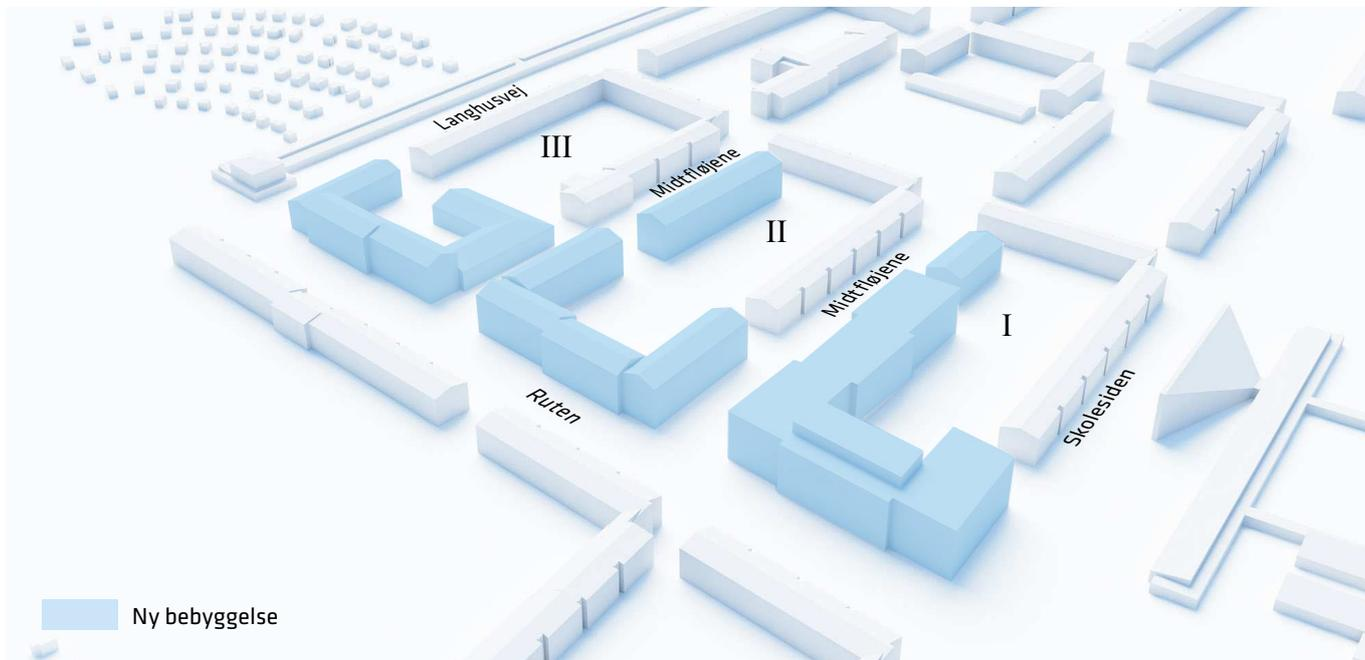 Langhusvej
III
Midtfløjene
II
Midtfløjene
I
Skolesiden
Ruten
Ny bebyggelse